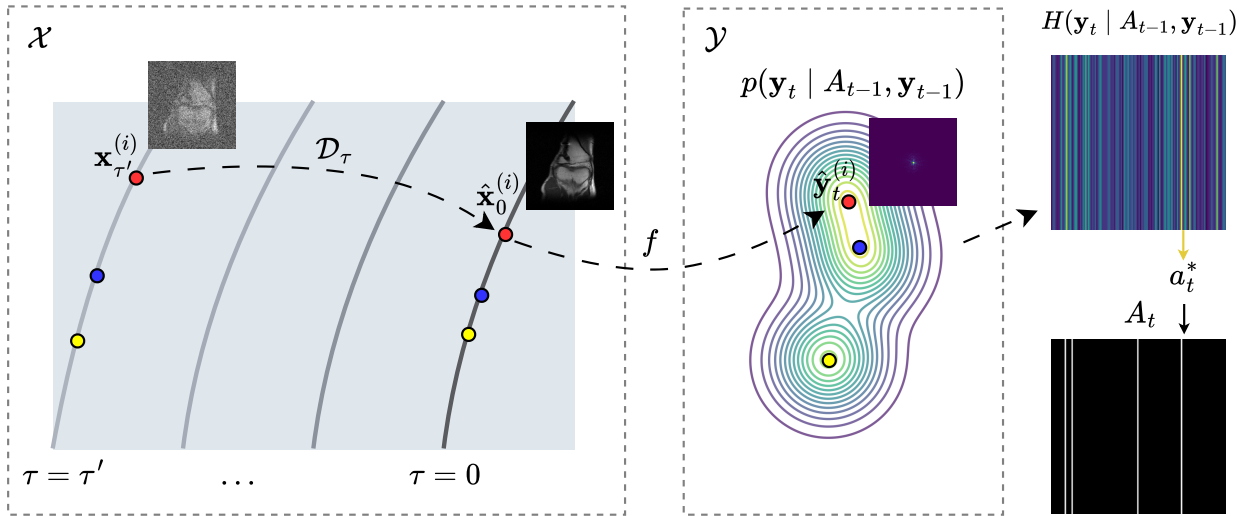 𝒳
𝐱_{τ′}^{(i)}
𝒟_τ
𝐱̂_0^{(i)}
τ = τ′
...
τ = 0
f
𝒴
p(𝐲_t | A_{t−1}, 𝐲_{t−1})
𝐲̂_t^{(i)}
H(𝐲_t | A_{t−1}, 𝐲_{t−1})
a_t^*
A_t